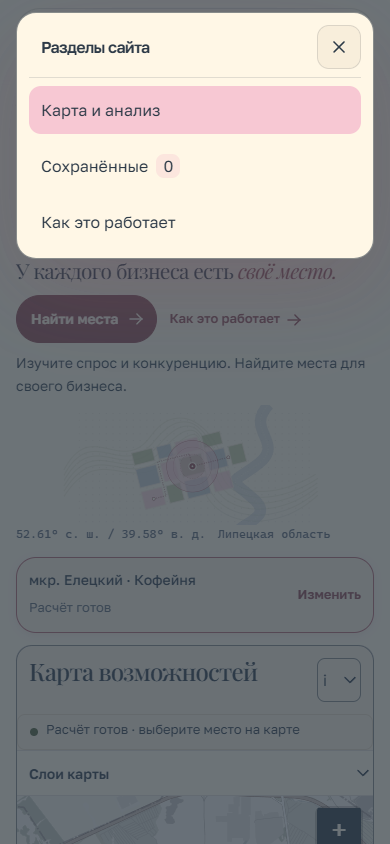 Разделы сайта
Карта и анализ
Сохранённые 0
Как это работает
У каждого бизнеса есть своё место.
Найти места → Как это работает →
Изучите спрос и конкуренцию. Найдите места для
своего бизнеса.
52.61° с. ш. / 39.58° в. д. Липецкая область
мкр. Елецкий · Кофейня
Расчёт готов
Изменить
Карта возможностей
i
Расчёт готов · выберите место на карте
Слои карты
+